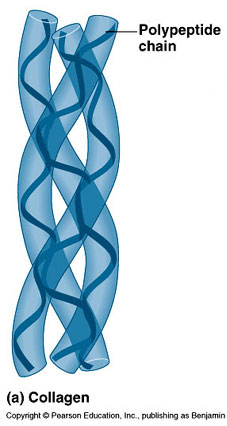 Polypeptide
chain
(a) Collagen
Copyright © Pearson Education, Inc., publishing as Benjamin